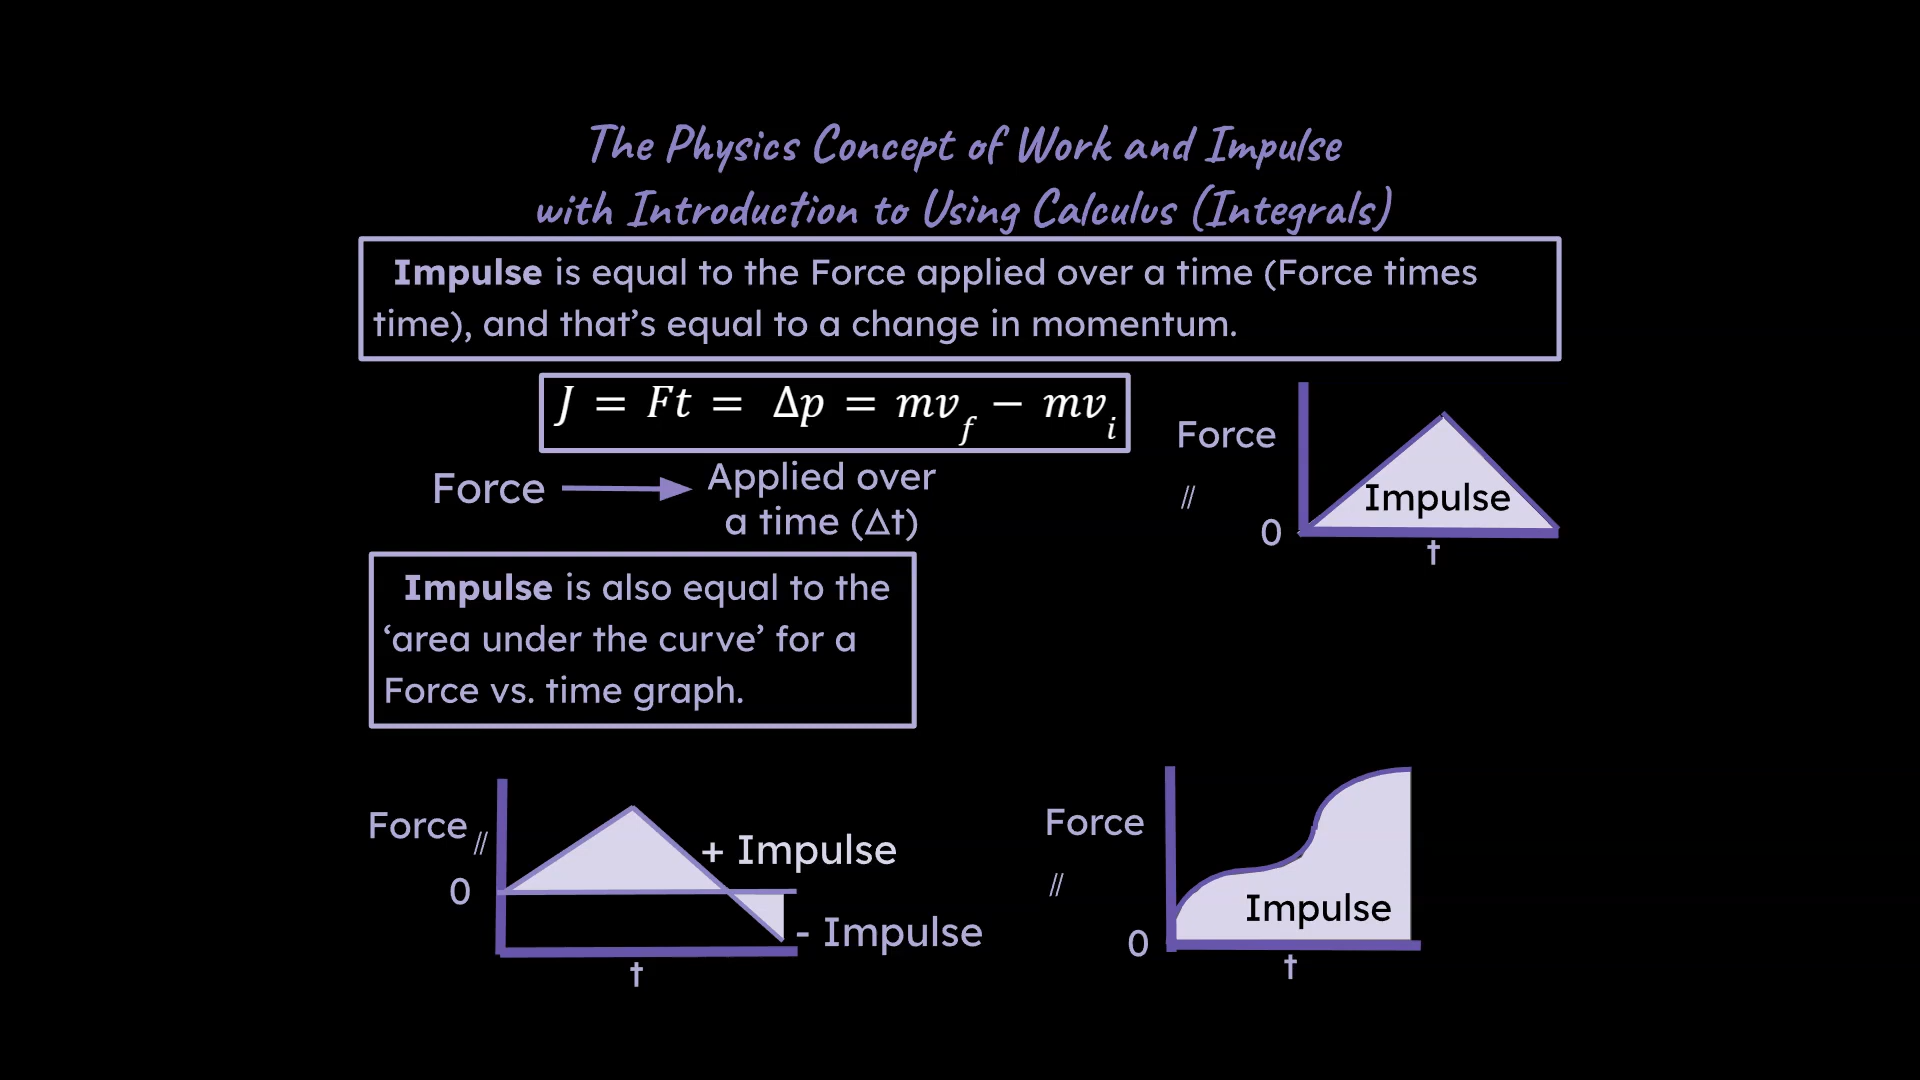 The Physics Concept of Work and Impulse
with Introduction to Using Calculus (Integrals)
Impulse is equal to the Force applied over a time (Force times
time), and that’s equal to a change in momentum.
J = Ft = Δp = mv_f − mv_i
Force
Applied over
a time (Δt)
Force
//
Impulse
0
t
Impulse is also equal to the
‘area under the curve’ for a
Force vs. time graph.
Force //
+ Impulse
0
- Impulse
t
Force
//
Impulse
0
t